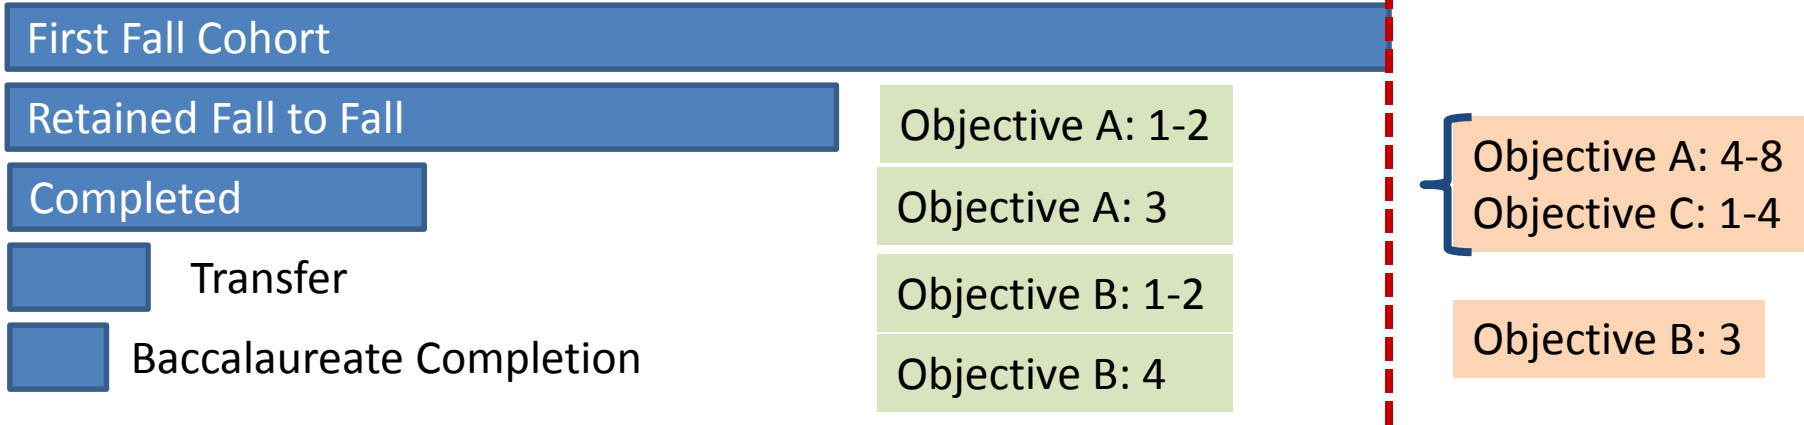 First Fall Cohort
Retained Fall to Fall
Objective A: 1-2
Completed
Objective A: 3
Transfer
Objective B: 1-2
Baccalaureate Completion
Objective B: 4
Objective A: 4-8
Objective C: 1-4
Objective B: 3